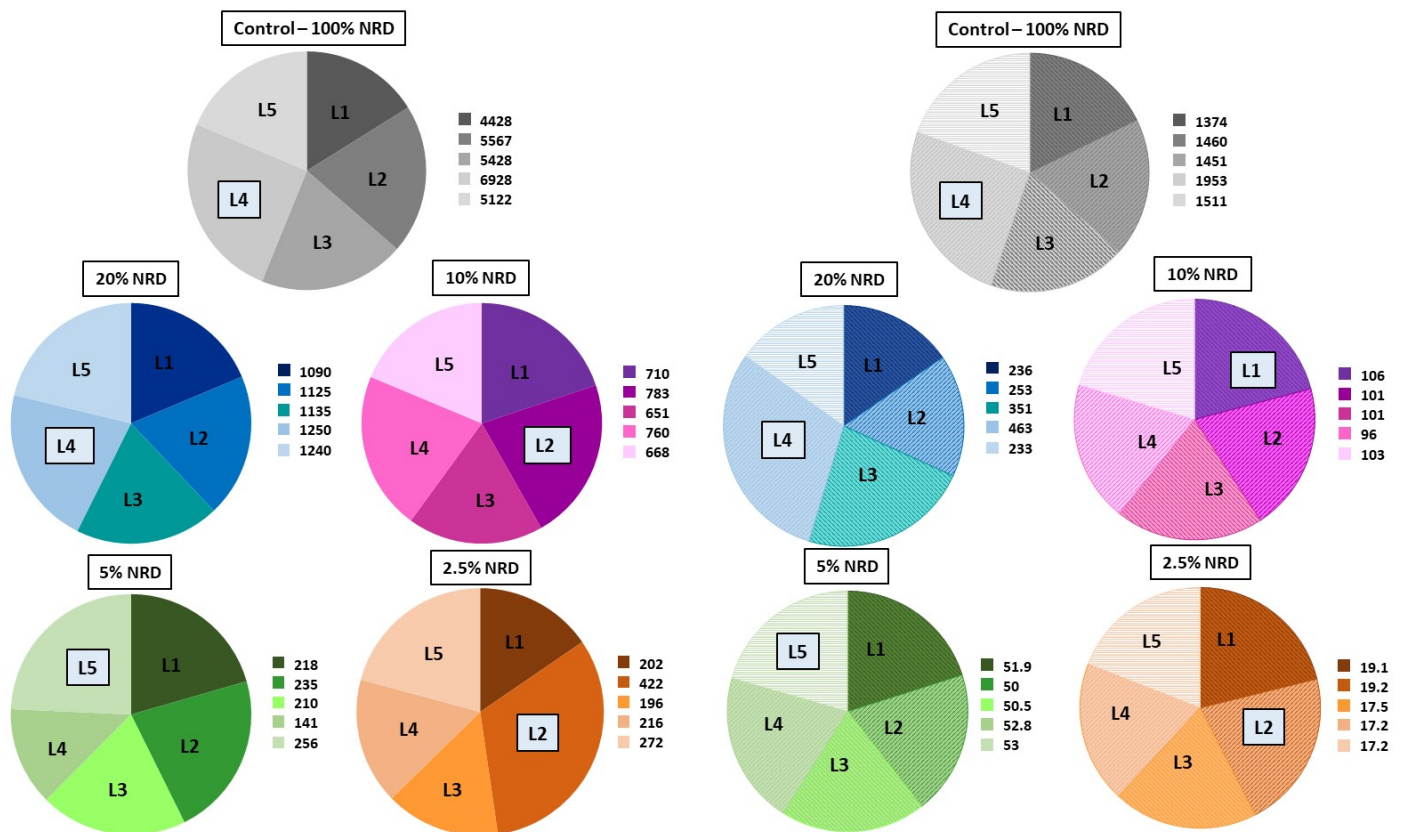 Control – 100% NRD
L1
L2
L3
L4
L5
4428
5567
5428
6928
5122
20% NRD
L1
L2
L3
L4
L5
1090
1125
1135
1250
1240
10% NRD
L1
L2
L3
L4
L5
710
783
651
760
668
5% NRD
L1
L2
L3
L4
L5
218
235
210
141
256
2.5% NRD
L1
L2
L3
L4
L5
202
422
196
216
272
Control – 100% NRD
L1
L2
L3
L4
L5
1374
1460
1451
1953
1511
20% NRD
L1
L2
L3
L4
L5
236
253
351
463
233
10% NRD
L1
L2
L3
L4
L5
106
101
101
96
103
5% NRD
L1
L2
L3
L4
L5
51.9
50
50.5
52.8
53
2.5% NRD
L1
L2
L3
L4
L5
19.1
19.2
17.5
17.2
17.2